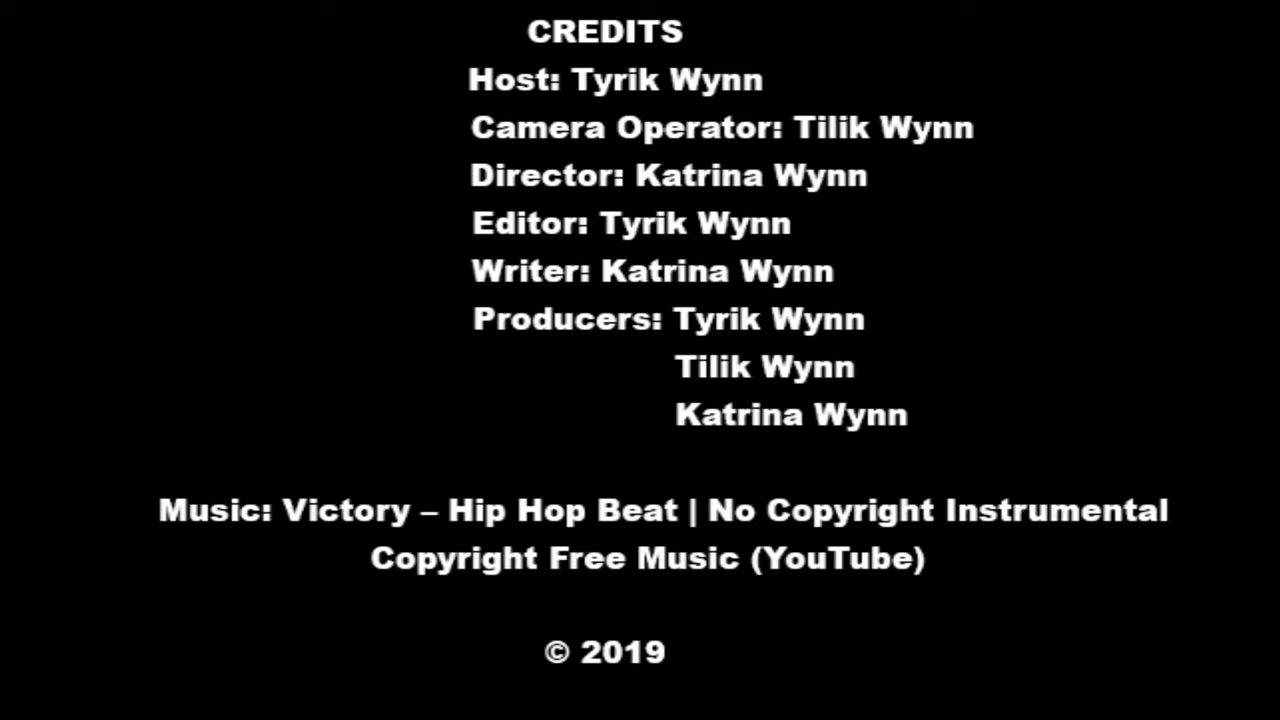 CREDITS
Host: Tyrik Wynn
Camera Operator: Tilik Wynn
Director: Katrina Wynn
Editor: Tyrik Wynn
Writer: Katrina Wynn
Producers: Tyrik Wynn
Tilik Wynn
Katrina Wynn
Music: Victory – Hip Hop Beat | No Copyright Instrumental
Copyright Free Music (YouTube)
© 2019